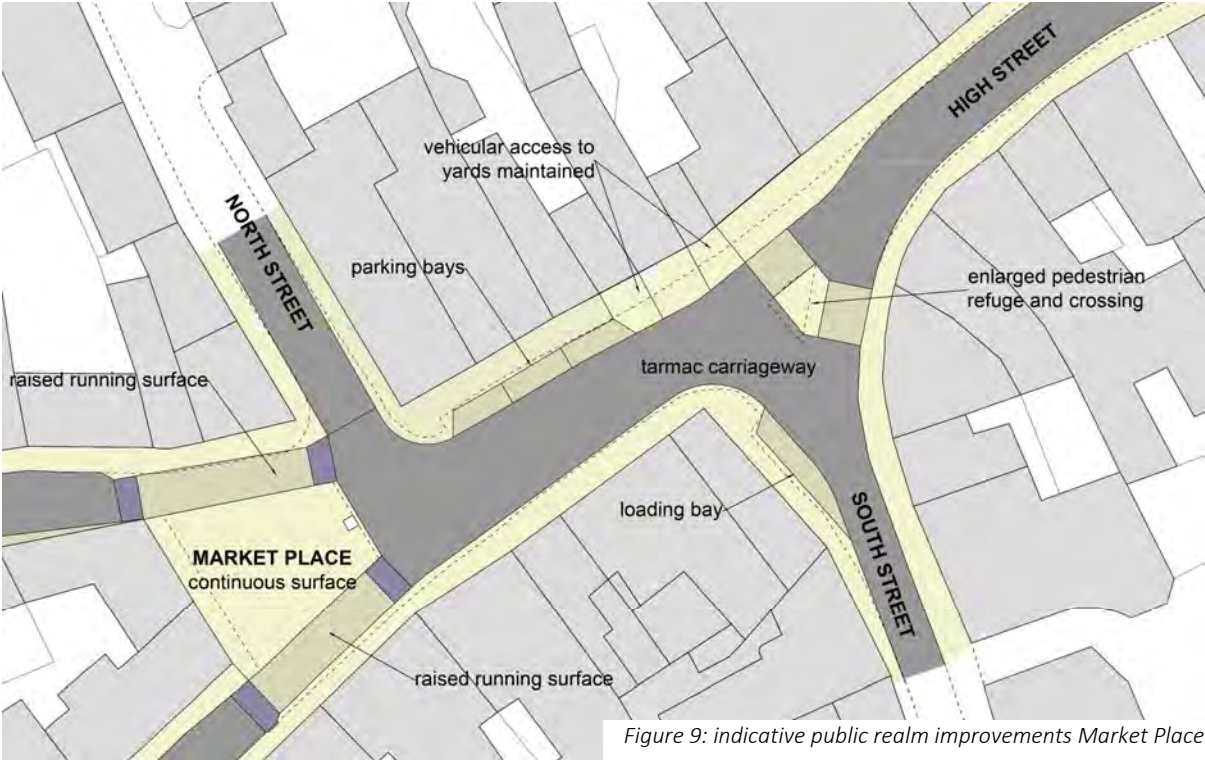 HIGH STREET
vehicular access to
yards maintained
NORTH STREET
parking bays
enlarged pedestrian
refuge and crossing
raised running surface
tarmac carriageway
loading bay
SOUTH STREET
MARKET PLACE
continuous surface
raised running surface
Figure 9: indicative public realm improvements Market Place